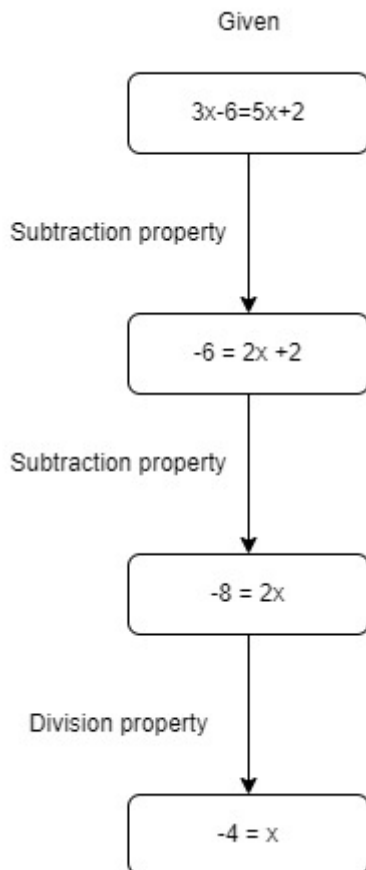 Given
3x-6=5x+2
Subtraction property
-6 = 2x +2
Subtraction property
-8 = 2x
Division property
-4 = x